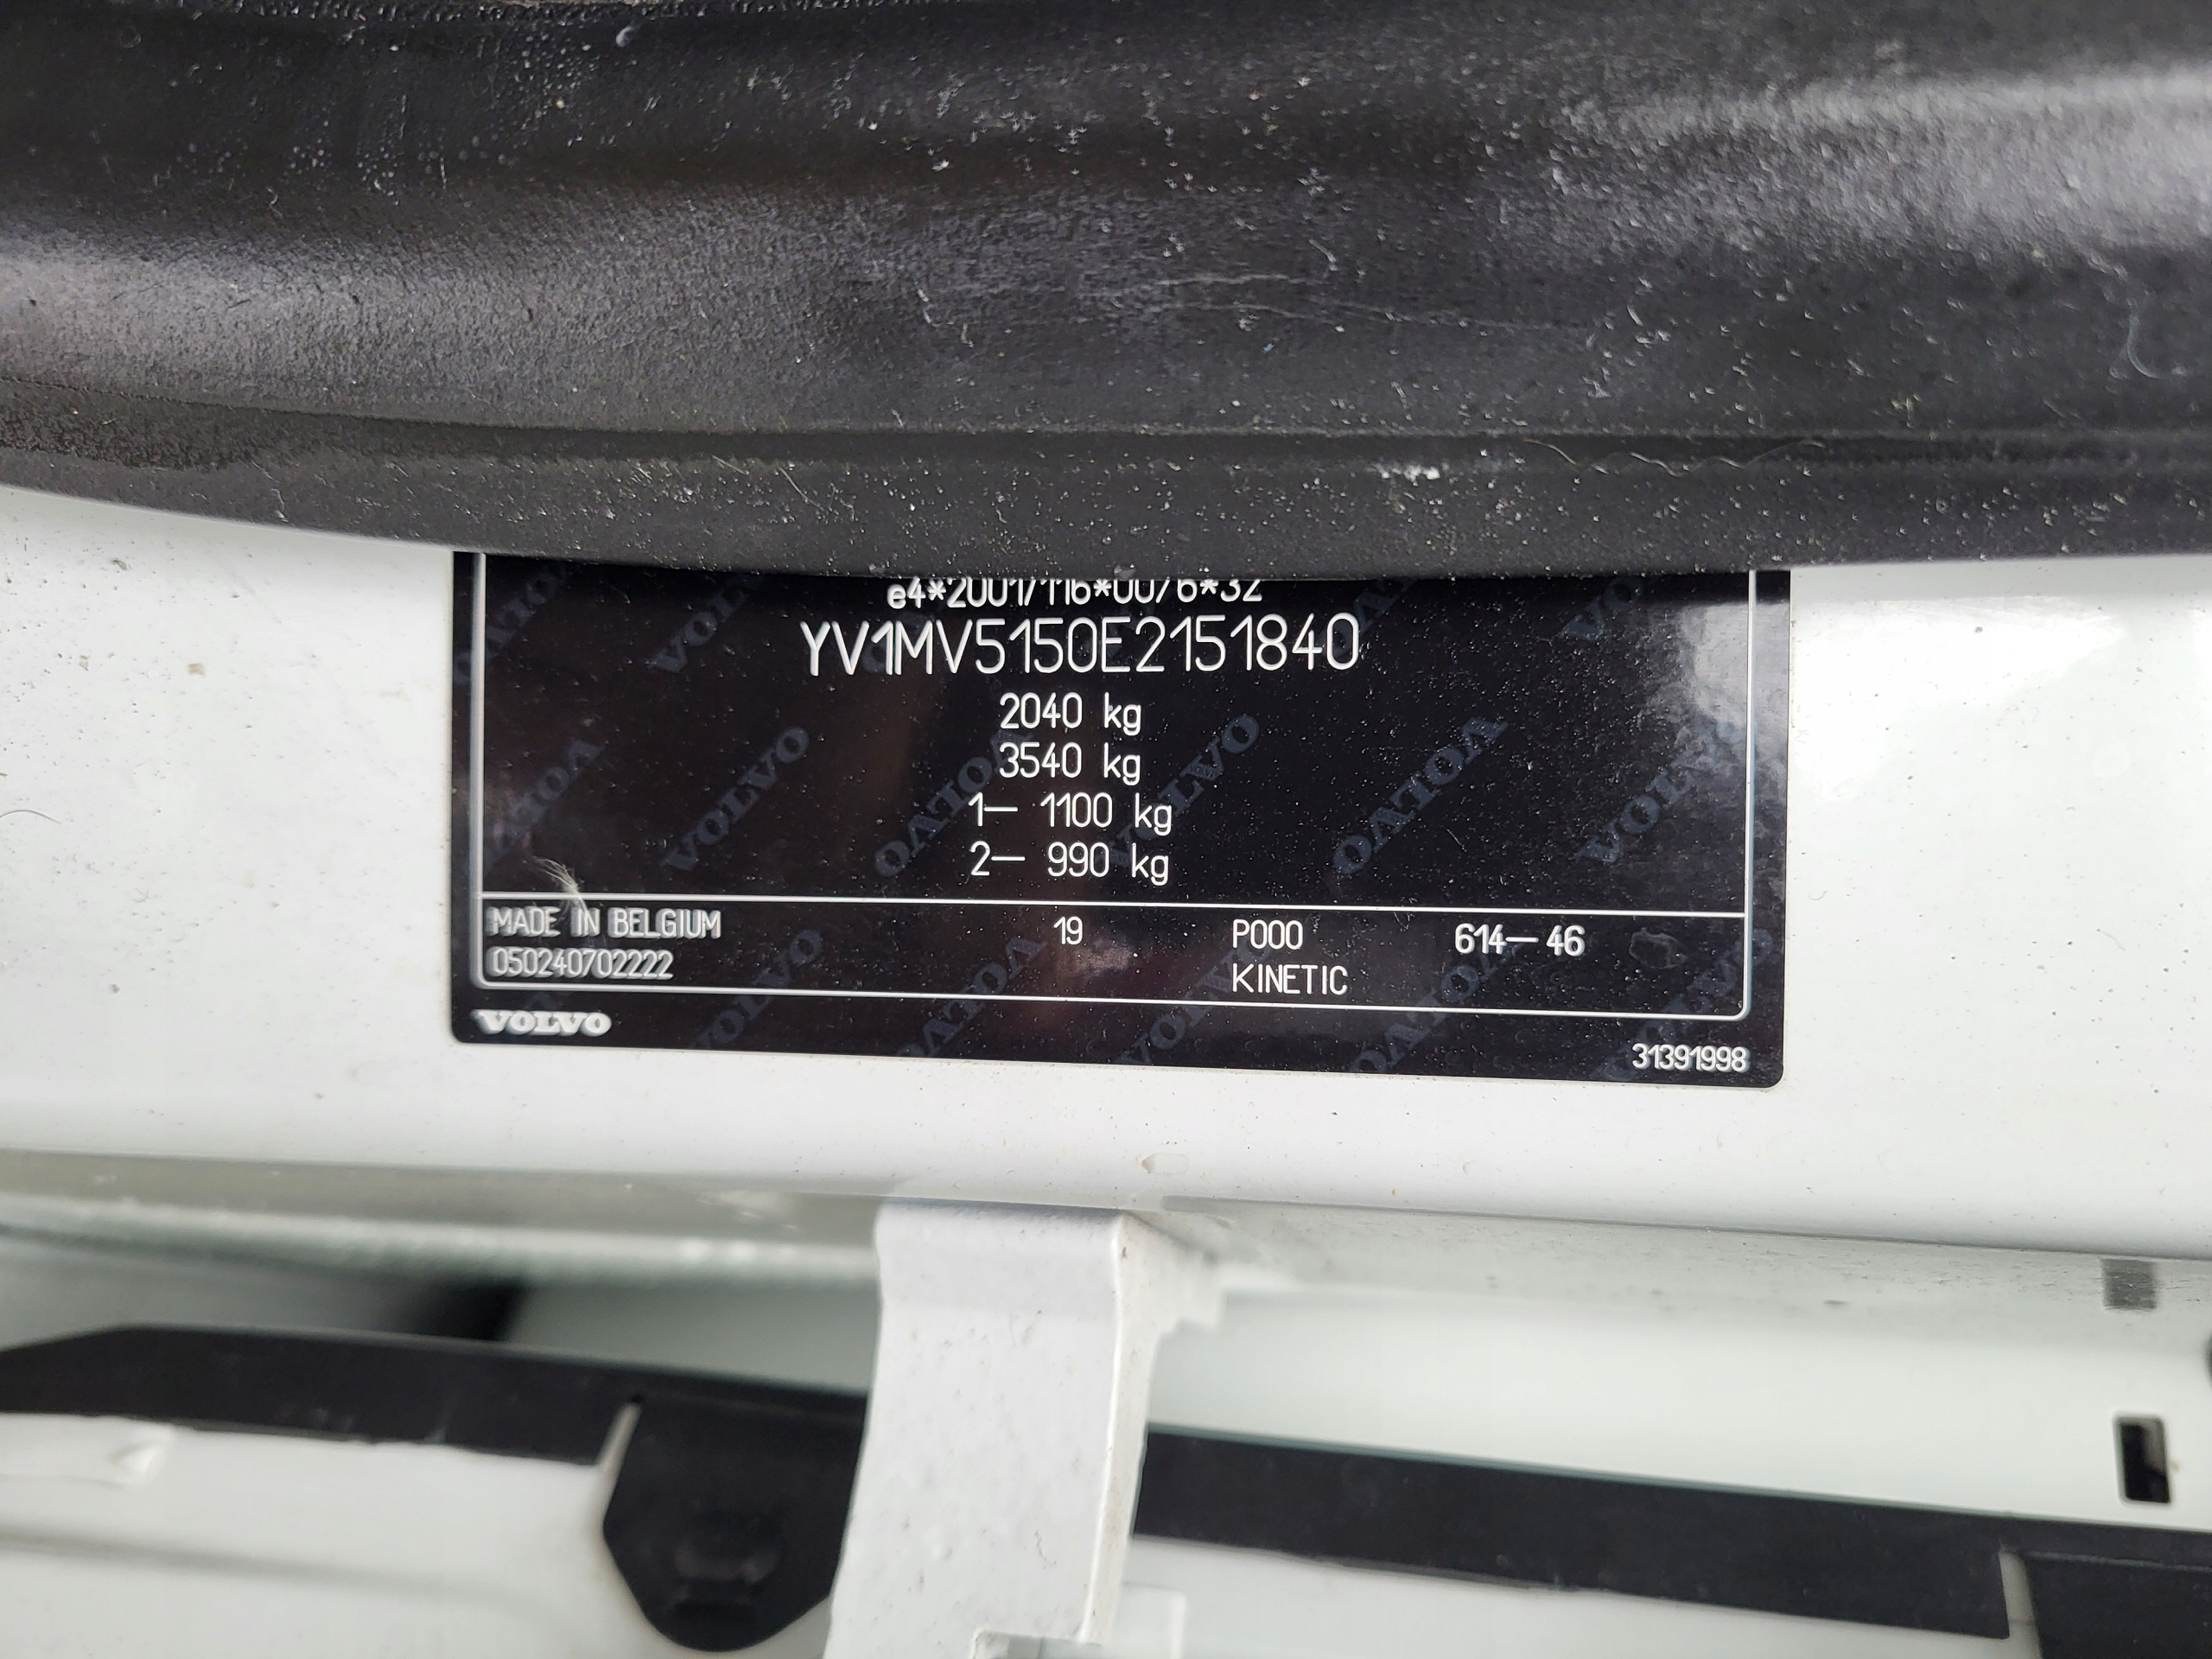 e4*2001/116*0076*32
YV1MV5150E2151840
2040 kg
3540 kg
1– 1100 kg
2– 990 kg
MADE IN BELGIUM 19 P000 614–46
050240702222 KINETIC
VOLVO
31391998